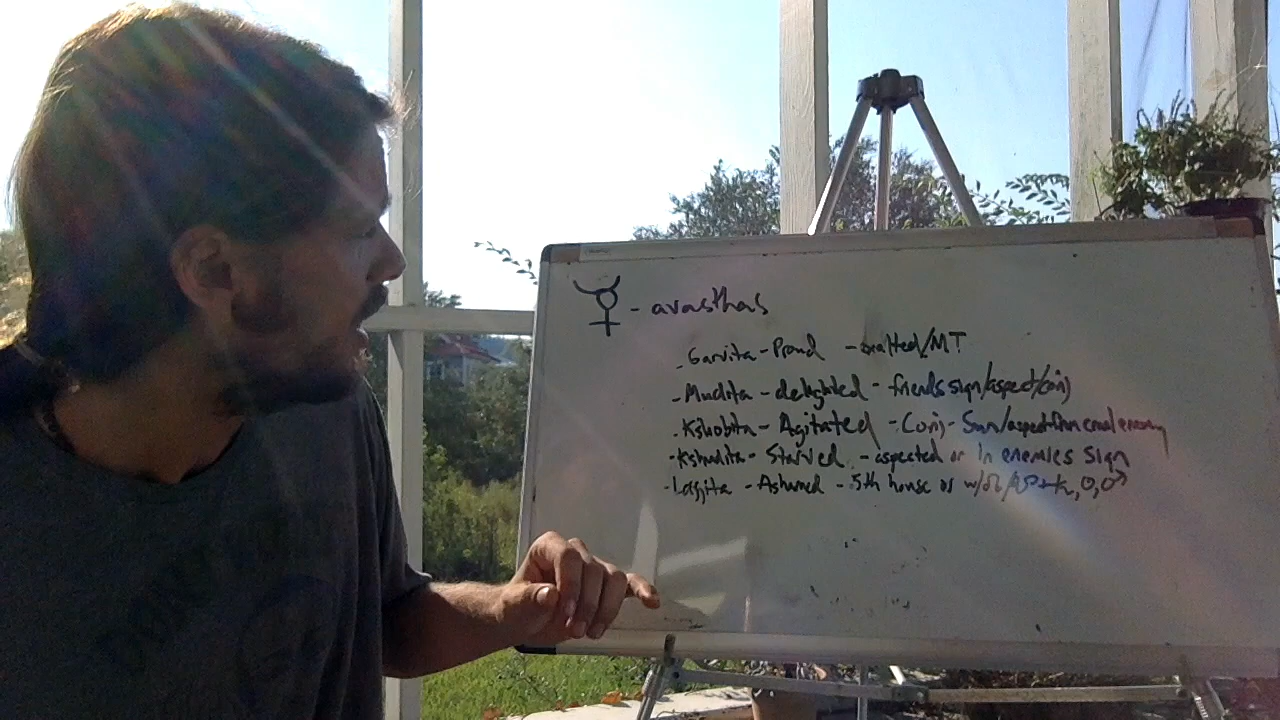 ☿ - avasthas
- Garvita - Proud - exalted/MT
- Mudita - delighted - friends sign/aspect/conj
- Kshobita - Agitated - Conj - Sun/aspect from enemy
- Kshudita - Starved - aspected or in enemies sign
- Lajjita - Ashamed - 5th house or w/☊/☋ + ♄, ☉, ♂